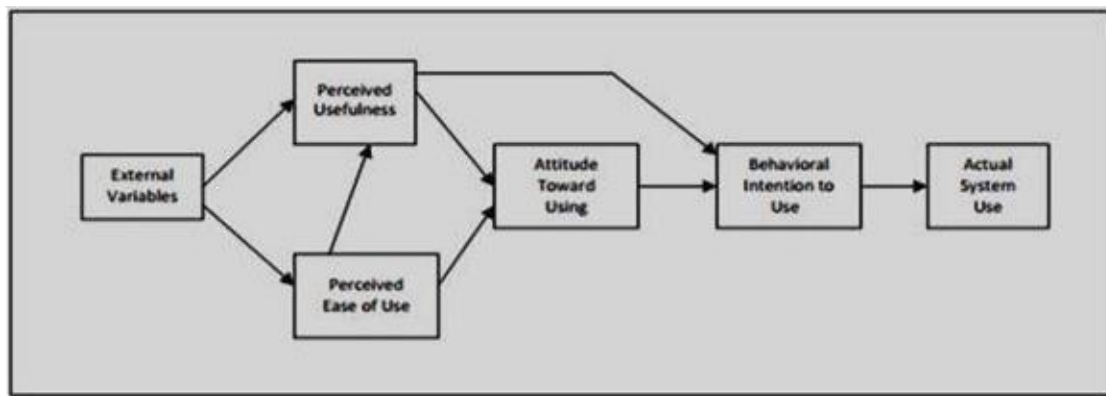 Perceived
Usefulness
External
Variables
Attitude
Toward
Using
Behavioral
Intention to
Use
Actual
System
Use
Perceived
Ease of Use